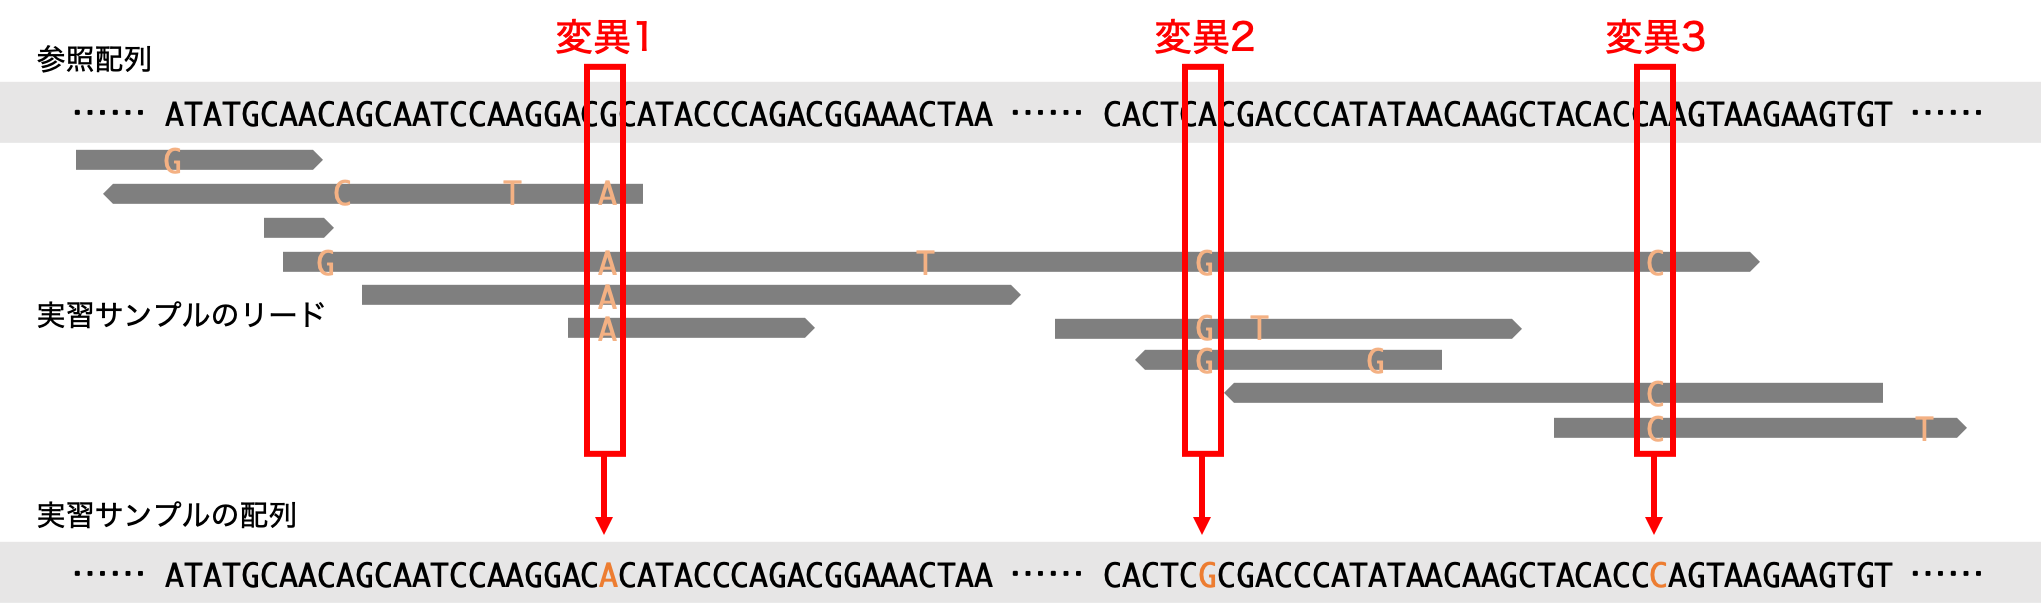 変異1 変異2 変異3
参照配列
…… ATATGCAACAGCAATCCAAGGACGCATACCCAGACGGAAACTAA …… CACTCACGACCCATATAACAAGCTACACCAAGTAAGAAGTGT ……
G
C T A
G A T G C
A
実習サンプルのリード
A G T
G G
C
C T
実習サンプルの配列
…… ATATGCAACAGCAATCCAAGGACACATACCCAGACGGAAACTAA …… CACTCGCGACCCATATAACAAGCTACACCCAGTAAGAAGTGT ……